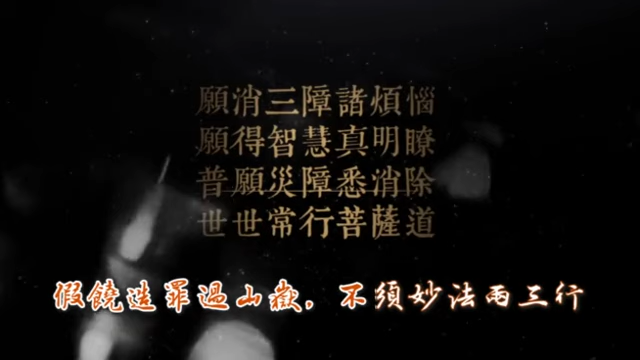 願消三障諸煩惱
願得智慧真明瞭
普願災障悉消除
世世常行菩薩道
假饒造罪過山嶽，不須妙法兩三行